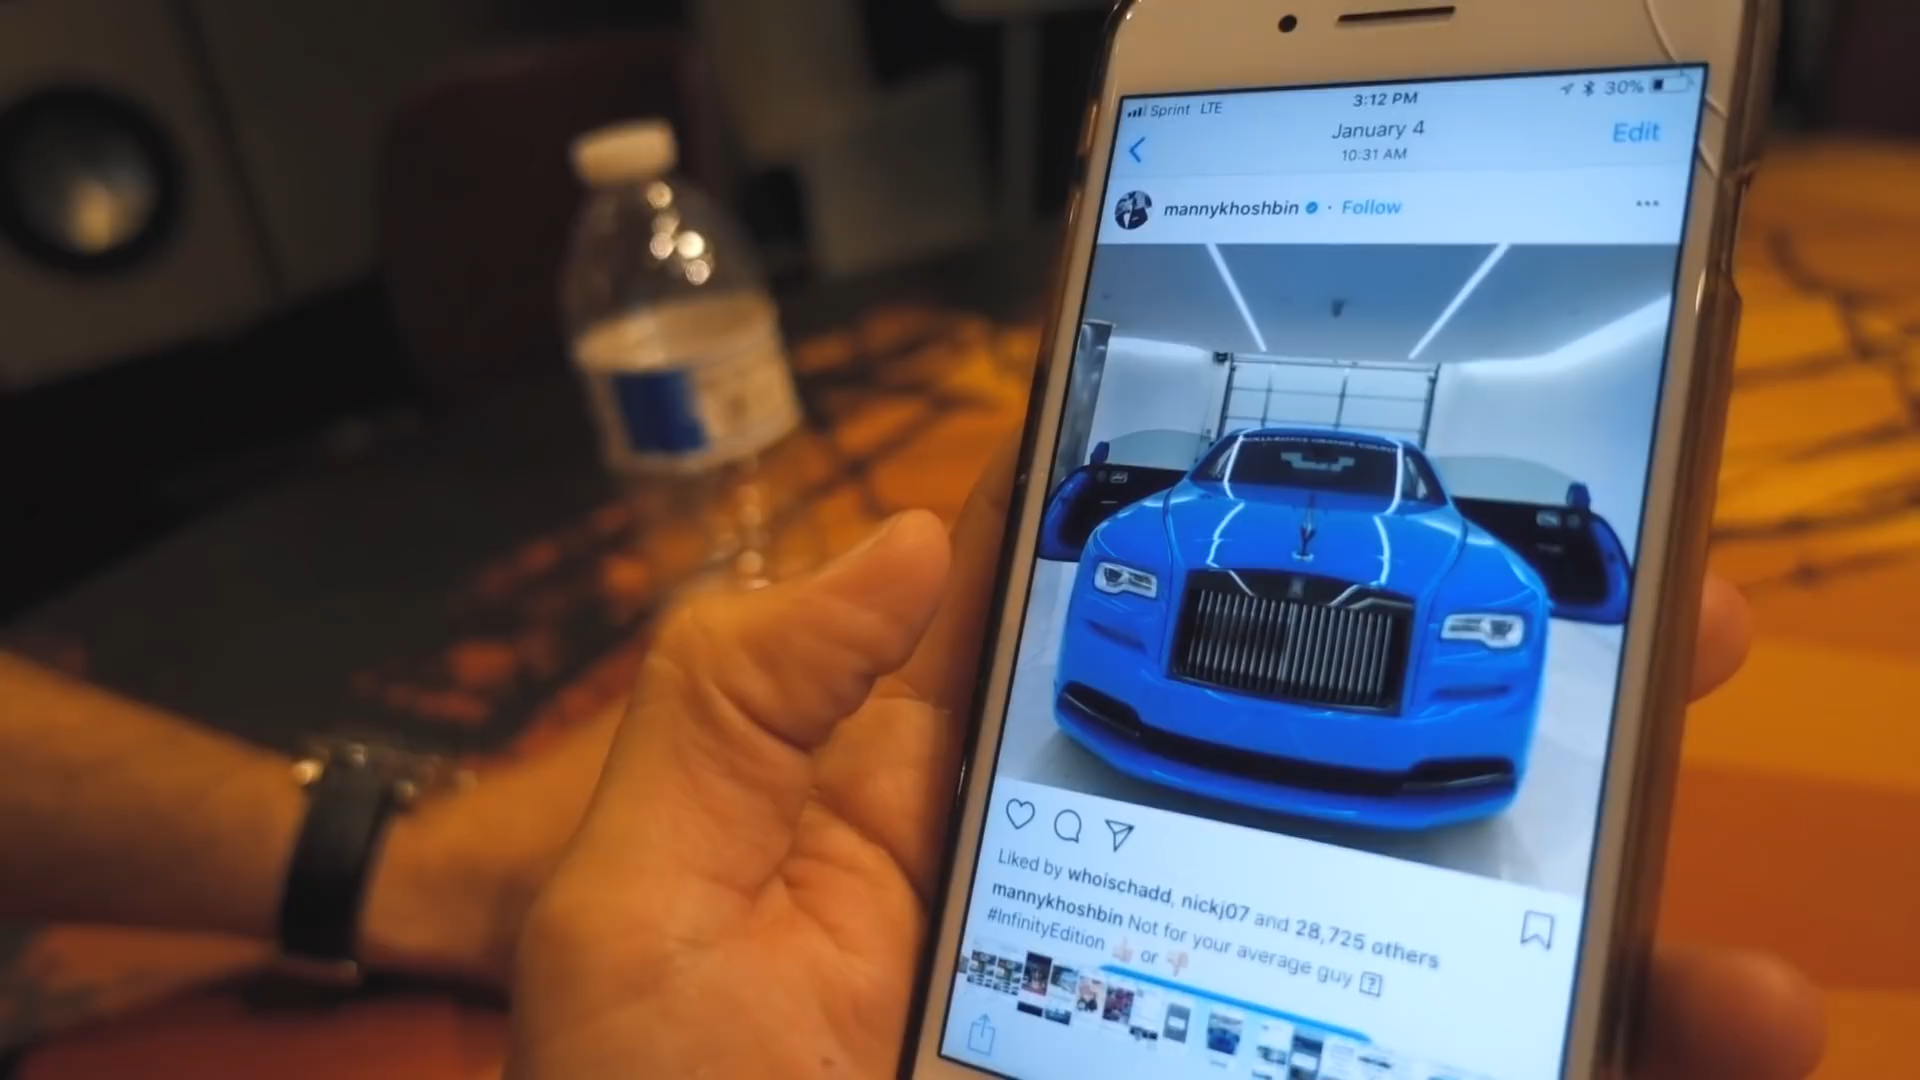 Sprint LTE
3:12 PM
30%
January 4
10:31 AM
Edit
mannykhoshbin · Follow
Liked by whoischadd, nickj07 and 28,725 others
mannykhoshbin Not for your average guy
#InfinityEdition 👍 or 👎